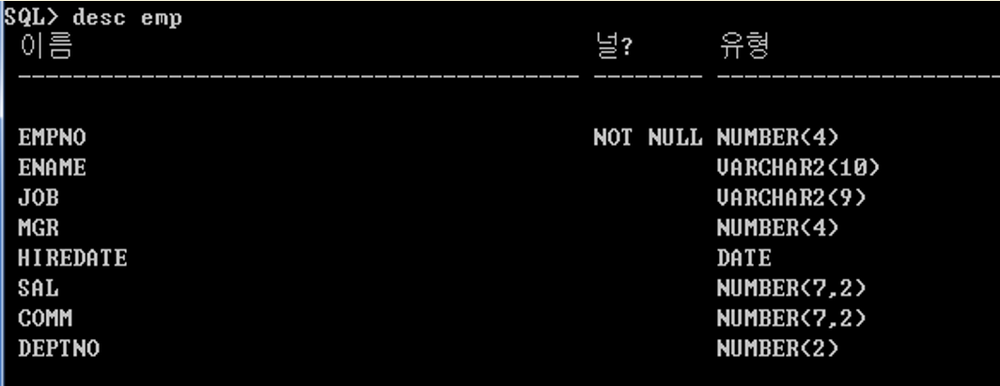 SQL> desc emp
이름 널? 유형
----------------------------------------- -------- ---------------------
EMPNO NOT NULL NUMBER(4)
ENAME VARCHAR2(10)
JOB VARCHAR2(9)
MGR NUMBER(4)
HIREDATE DATE
SAL NUMBER(7,2)
COMM NUMBER(7,2)
DEPTNO NUMBER(2)